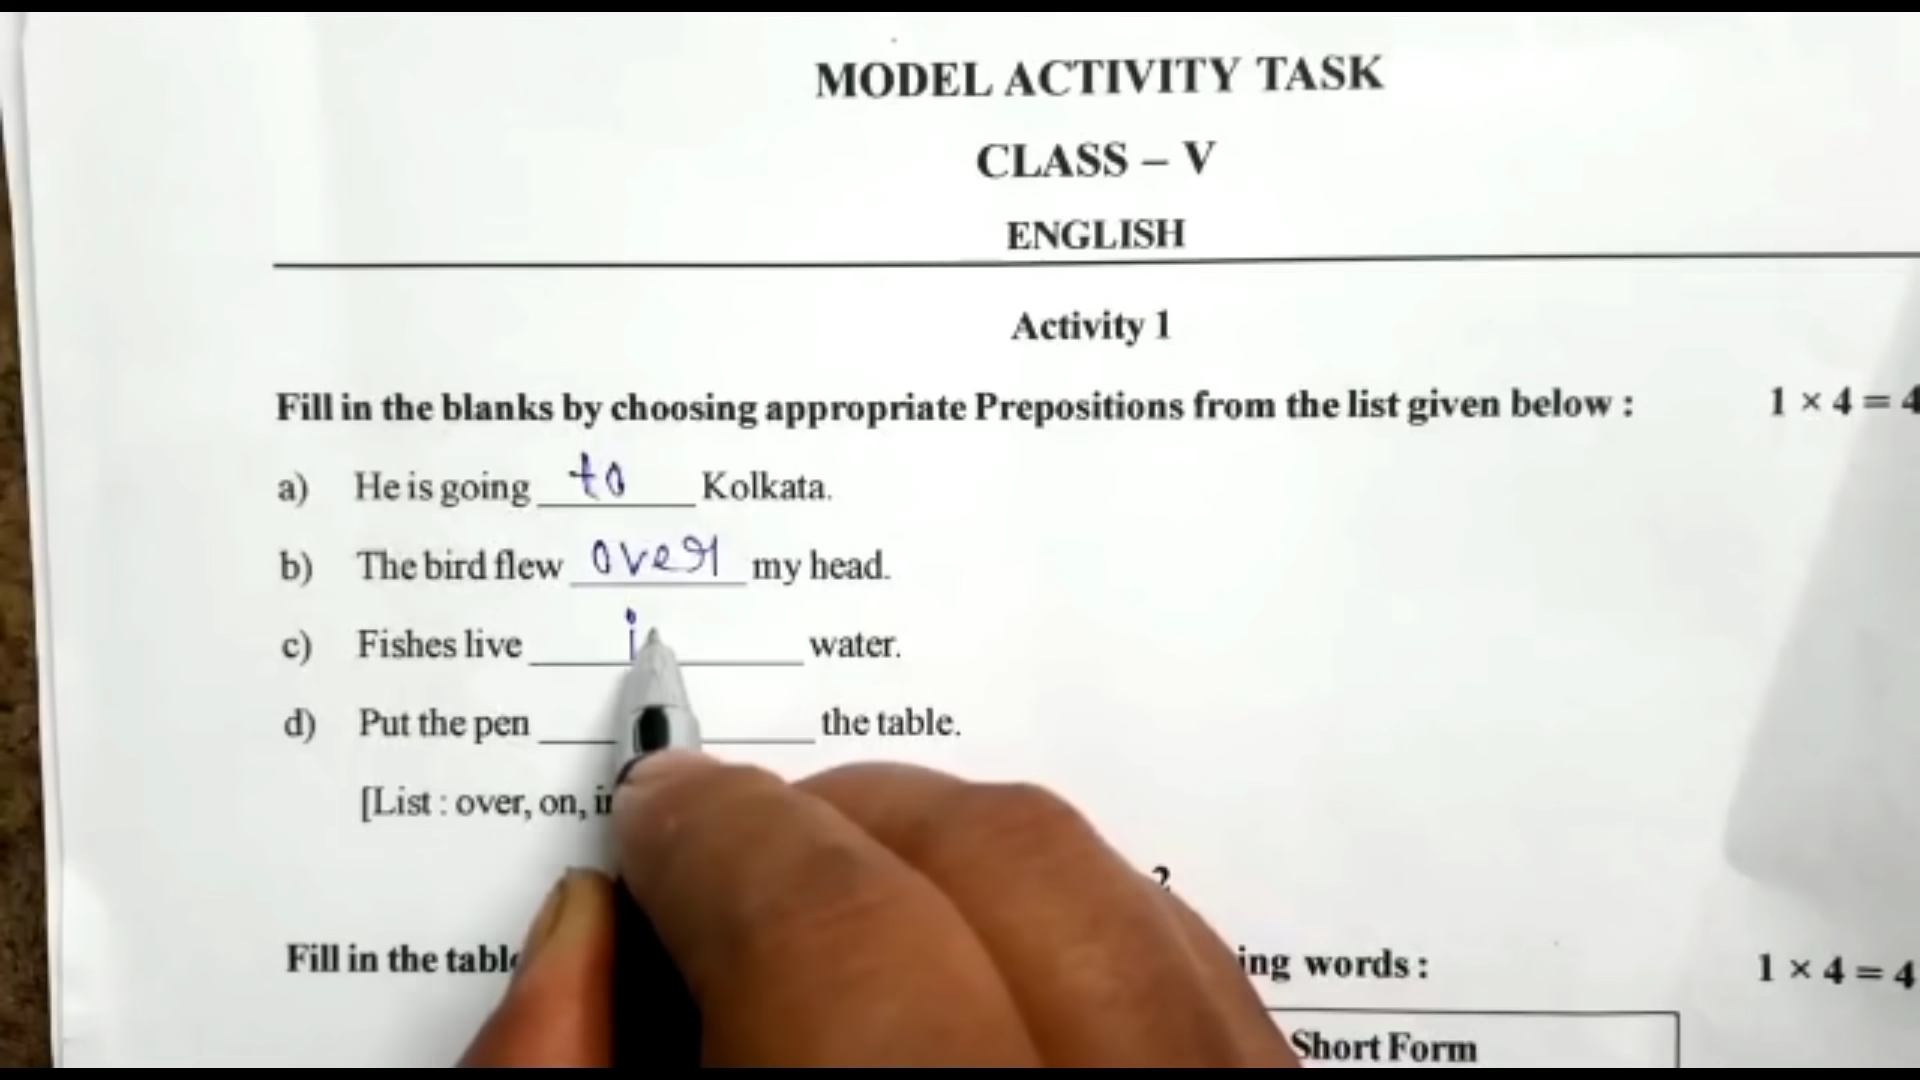 MODEL ACTIVITY TASK
CLASS – V
ENGLISH
Activity 1
Fill in the blanks by choosing appropriate Prepositions from the list given below : 1 × 4 = 4
a) He is going to Kolkata.
b) The bird flew over my head.
c) Fishes live i water.
d) Put the pen ____ the table.
[List : over, on,
2
Fill in the ing words : 1 × 4 = 4
Short Form